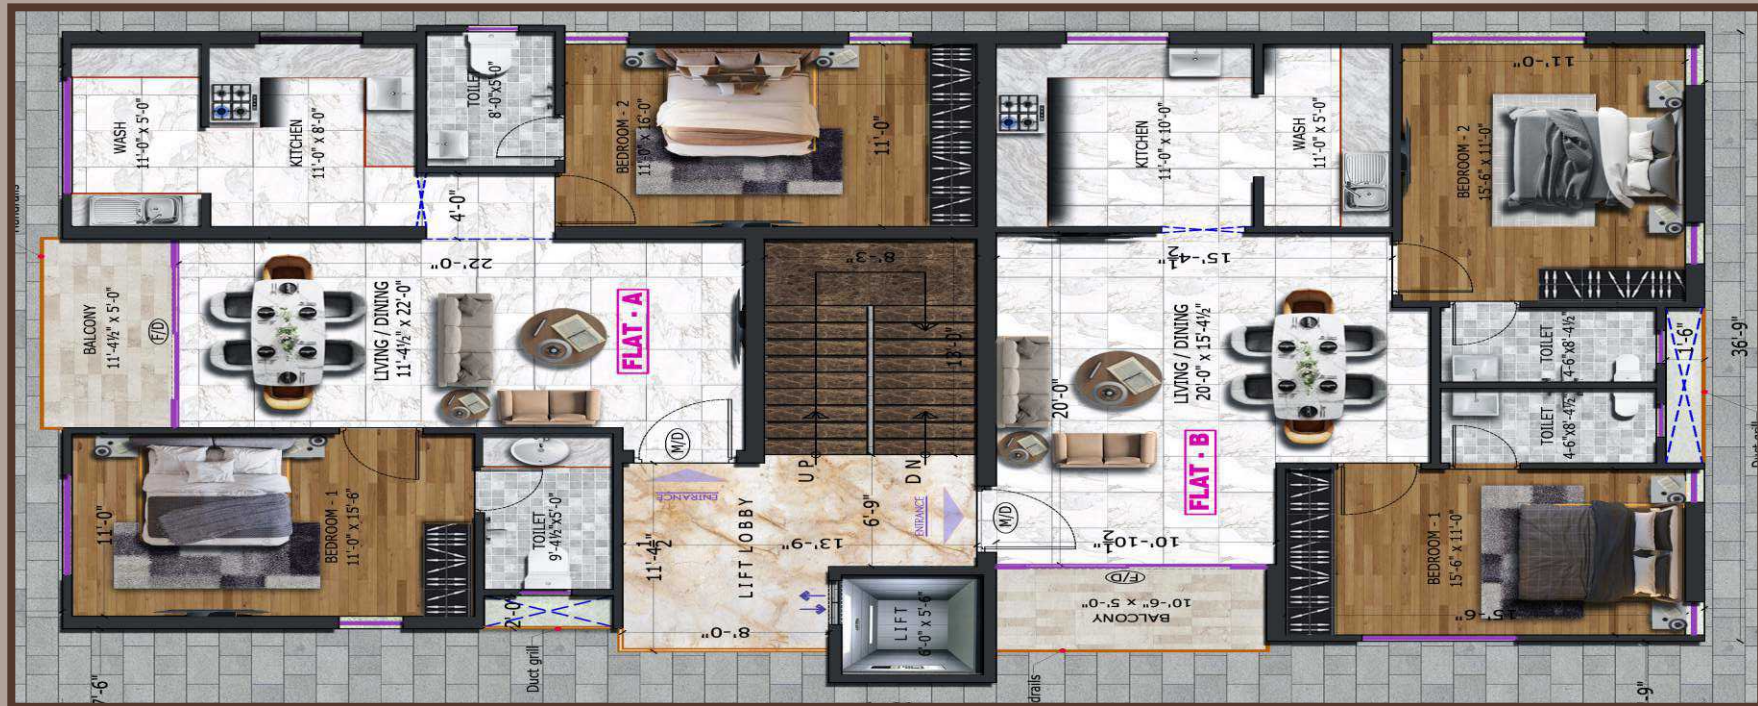 WASH
11'-0" x 5'-0"
KITCHEN
11'-0" x 8'-0"
8'-0"x5'-0"
4'-0"
BEDROOM - 2
11'-0" x 16'-0"
11'-0"
BALCONY
11'-4½" x 5'-0"
F/D
22'-0"
LIVING / DINING
11'-4½" x 22'-0"
FLAT - A
M/D
ENTRANCE
11'-0"
BEDROOM - 1
11'-0" x 15'-6"
TOILET
9'-4½"x5'-0"
2'-0"
Duct grill
7'-6"
8'-3"
UP
DN
6'-9"
11'-4½"
LIFT LOBBY
13'-9"
8'-0"
ENTRANCE
LIFT
6'-0" x 5'-6"
KITCHEN
11'-0" x 10'-0"
WASH
11'-0" x 5'-0"
11'-0"
BEDROOM - 2
15'-6" x 11'-0"
15'-4½"
LIVING / DINING
20'-0" x 15'-4½"
20'-0"
FLAT - B
M/D
10'-10½"
F/D
BALCONY
10'-6" x 5'-0"
TOILET
4'-6"x8'-4½"
TOILET
4'-6"x8'-4½"
1'-6"
36'-9"
BEDROOM - 1
15'-6" x 11'-0"
15'-6"
drails
-9"